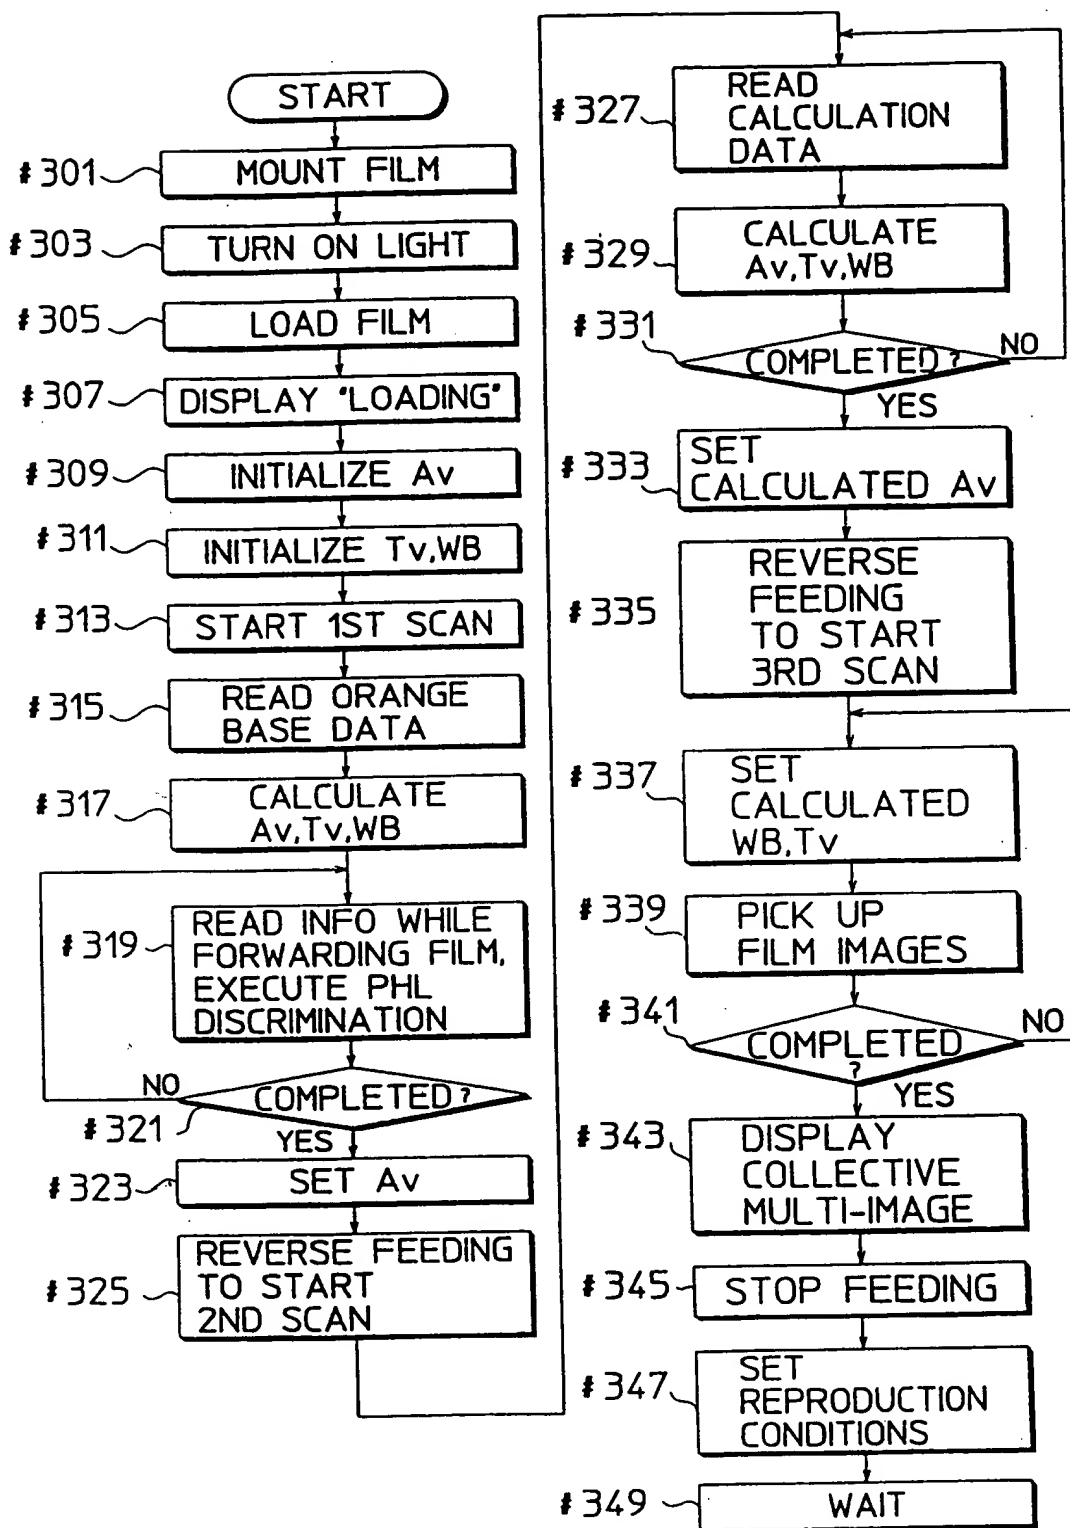 START
#301
MOUNT FILM
#303
TURN ON LIGHT
#305
LOAD FILM
#307
DISPLAY "LOADING"
#309
INITIALIZE Av
#311
INITIALIZE Tv,WB
#313
START 1ST SCAN
#315
READ ORANGE
BASE DATA
#317
CALCULATE
Av,Tv,WB
#319
READ INFO WHILE
FORWARDING FILM,
EXECUTE PHL
DISCRIMINATION
NO
COMPLETED?
#321
YES
#323
SET Av
#325
REVERSE FEEDING
TO START
2ND SCAN
#327
READ
CALCULATION
DATA
#329
CALCULATE
Av,Tv,WB
#331
COMPLETED?
NO
YES
#333
SET
CALCULATED Av
#335
REVERSE
FEEDING
TO START
3RD SCAN
#337
SET
CALCULATED
WB,Tv
#339
PICK UP
FILM IMAGES
#341
COMPLETED
?
NO
YES
#343
DISPLAY
COLLECTIVE
MULTI-IMAGE
#345
STOP FEEDING
#347
SET
REPRODUCTION
CONDITIONS
#349
WAIT